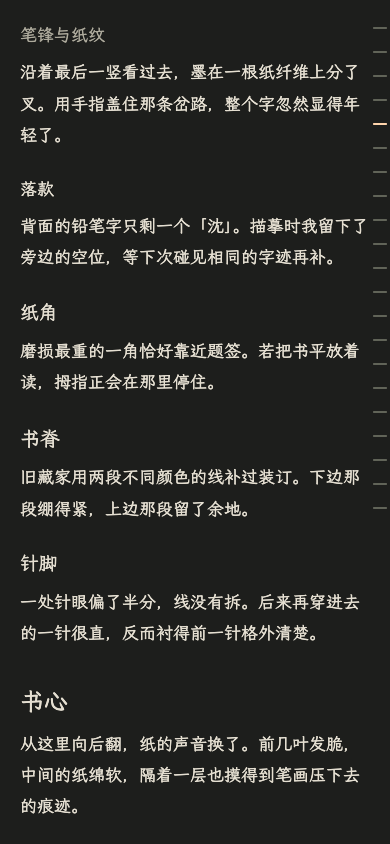 笔锋与纸纹
沿着最后一竖看过去，墨在一根纸纤维上分了
叉。用手指盖住那条岔路，整个字忽然显得年
轻了。
落款
背面的铅笔字只剩一个「沈」。描摹时我留下了
旁边的空位，等下次碰见相同的字迹再补。
纸角
磨损最重的一角恰好靠近题签。若把书平放着
读，拇指正会在那里停住。
书脊
旧藏家用两段不同颜色的线补过装订。下边那
段绷得紧，上边那段留了余地。
针脚
一处针眼偏了半分，线没有拆。后来再穿进去
的一针很直，反而衬得前一针格外清楚。
书心
从这里向后翻，纸的声音换了。前几叶发脆，
中间的纸绵软，隔着一层也摸得到笔画压下去
的痕迹。